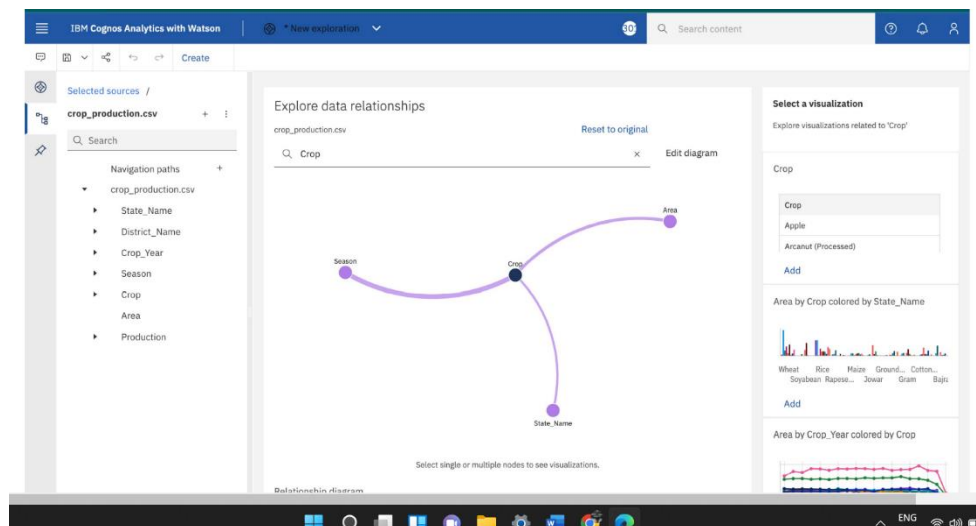 IBM Cognos Analytics with Watson
* New exploration
Search content
Create
Selected sources /
crop_production.csv
Search
Navigation paths
crop_production.csv
State_Name
District_Name
Crop_Year
Season
Crop
Area
Production
Explore data relationships
crop_production.csv
Reset to original
Crop
Edit diagram
Area
Season
Crop
State_Name
Select single or multiple nodes to see visualizations.
Relationship diagram
Select a visualization
Explore visualizations related to 'Crop'
Crop
Crop
Apple
Arcanut (Processed)
Add
Area by Crop colored by State_Name
Wheat Rice Maize Ground... Cotton...
Soyabean Rapese... Jowar Gram Bajra
Add
Area by Crop_Year colored by Crop
ENG